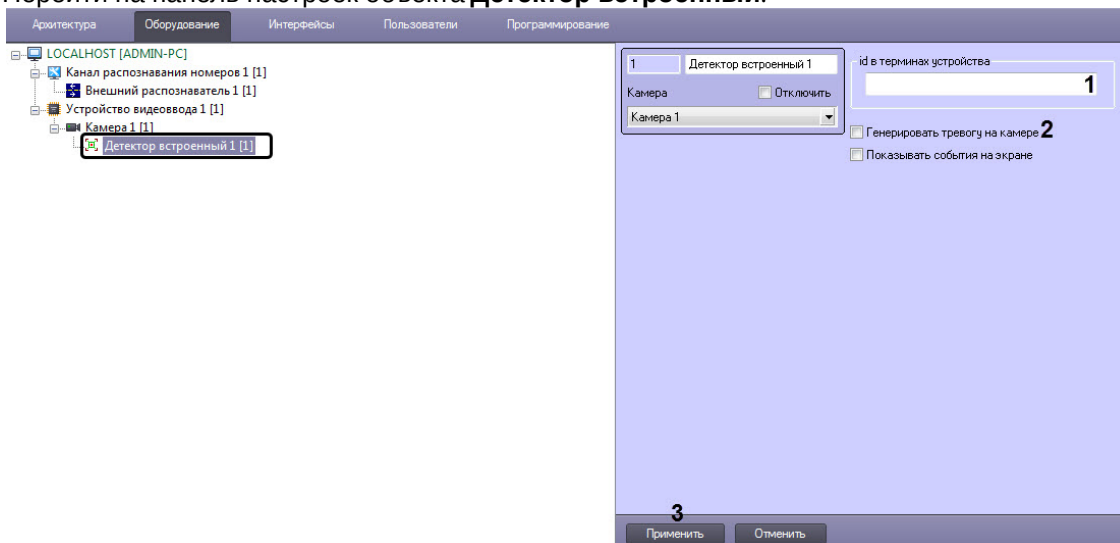 Перейти на панель настроек объекта Детектор встроенный.
Архитектура Оборудование Интерфейсы Пользователи Программирование
LOCALHOST [ADMIN-PC]
Канал распознавания номеров 1 [1]
Внешний распознаватель 1 [1]
Устройство видеоввода 1 [1]
Камера 1 [1]
Детектор встроенный 1 [1]
1 Детектор встроенный 1
Камера Отключить
Камера 1
id в терминах устройства
1
Генерировать тревогу на камере 2
Показывать события на экране
3
Применить Отменить